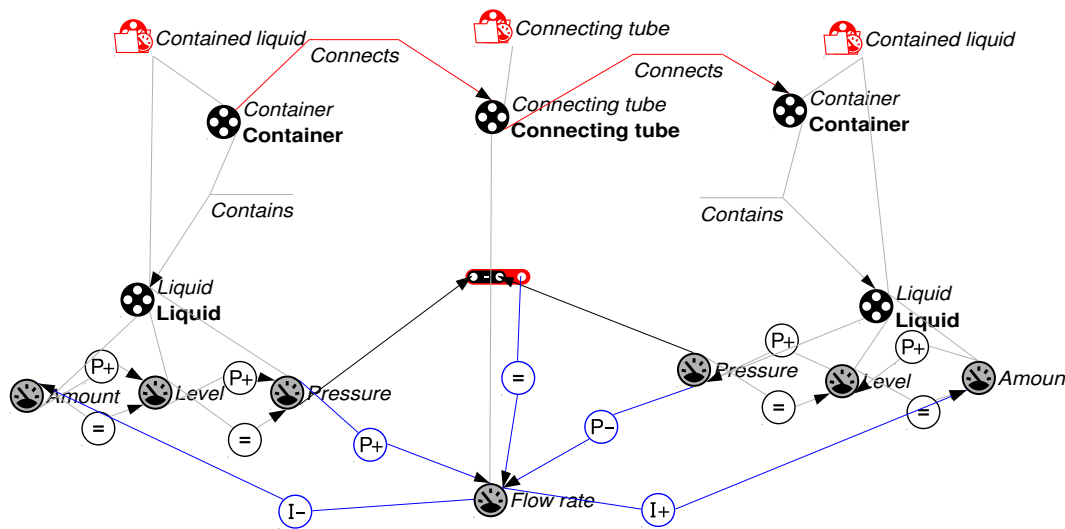 Contained liquid
Connecting tube
Contained liquid
Connects
Connects
Container
Container
Connecting tube
Connecting tube
Container
Container
Contains
Contains
-
Liquid
Liquid
Liquid
Liquid
P+
P+
P+
P+
Amount
Level
Pressure
=
Pressure
Level
Amoun
=
=
=
=
P+
P-
Flow rate
I-
I+